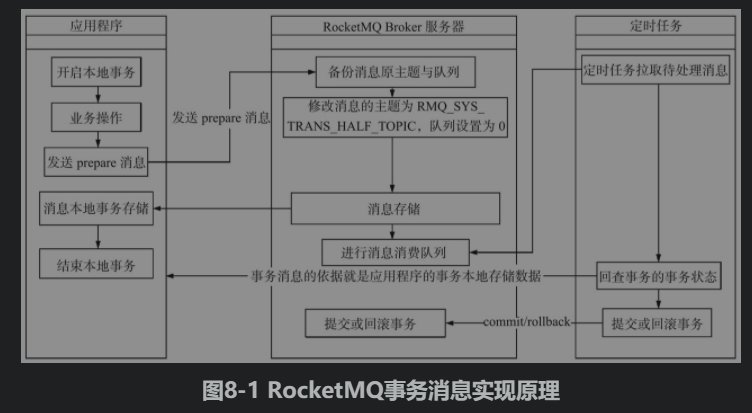 应用程序
RocketMQ Broker 服务器
定时任务
开启本地事务
业务操作
发送 prepare 消息
消息本地事务存储
结束本地事务
发送 prepare 消息
备份消息原主题与队列
修改消息的主题为 RMQ_SYS_
TRANS_HALF_TOPIC，队列设置为 0
消息存储
进行消息消费队列
事务消息的依据就是应用程序的事务本地存储数据
提交或回滚事务
commit/rollback
定时任务拉取待处理消息
回查事务的事务状态
提交或回滚事务
图8-1 RocketMQ事务消息实现原理